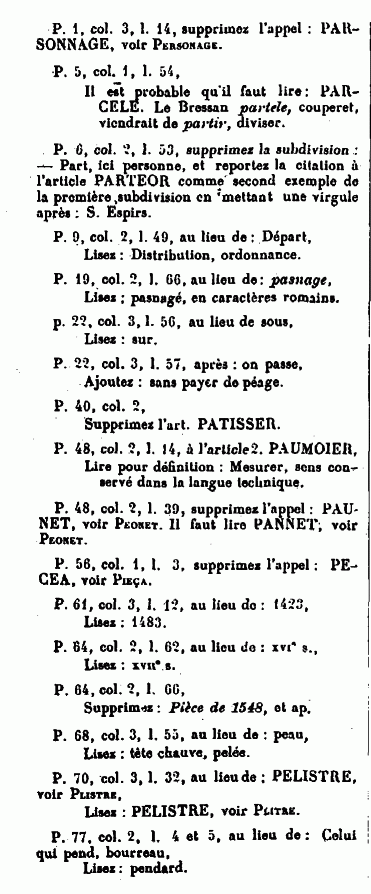 P. 1, col. 3, l. 14, supprimez l'appel : PAR-
SONNAGE, voir PERSONAGE.
P. 5, col. 1, l. 54,
Il est probable qu'il faut lire : PAR-
CELE. Le Bressan partele, couperet,
viendrait de partir, diviser.
P. 6, col. 2, l. 53, supprimez la subdivision :
— Part, ici personne, et reportez la citation à
l'article PARTEOR comme second exemple de
la première subdivision en mettant une virgule
après : S. Espirs.
P. 9, col. 2, l. 49, au lieu de : Départ,
Lisez : Distribution, ordonnance.
P. 19, col. 2, l. 66, au lieu de : pasnage,
Lisez ; pasnagé, en caractères romains.
p. 22, col. 3, l. 56, au lieu de sous,
Lisez : sur.
P. 22, col. 3, l. 57, après : on passe,
Ajoutez : sans payer de péage.
P. 40, col. 2,
Supprimez l'art. PATISSER.
P. 48, col. 2, l. 14, à l'article 2. PAUMOIER,
Lire pour définition : Mesurer, sens con-
servé dans la langue technique.
P. 48, col. 2, l. 39, supprimez l'appel : PAU-
NET, voir PEONET. Il faut lire PANNET, voir
PEONET.
P. 56, col. 1, l. 3, supprimez l'appel : PE-
CEA, voir PIEÇA.
P. 61, col. 3, l. 12, au lieu de : 1423,
Lisez : 1483.
P. 64, col. 2, l. 62, au lieu de : XVIe s.,
Lisez : XVIIe s.
P. 64, col. 2, l. 66,
Supprimez : Pièce de 1548, et ap.
P. 68, col. 3, l. 55, au lieu de : peau,
Lisez : tête chauve, pelée.
P. 70, col. 3, l. 32, au lieu de : PELISTRE,
voir PLISTRE,
Lisez : PELISTRE, voir PLITRE.
P. 77, col. 2, l. 4 et 5, au lieu de : Celui
qui pend, bourreau,
Lisez : pendard.